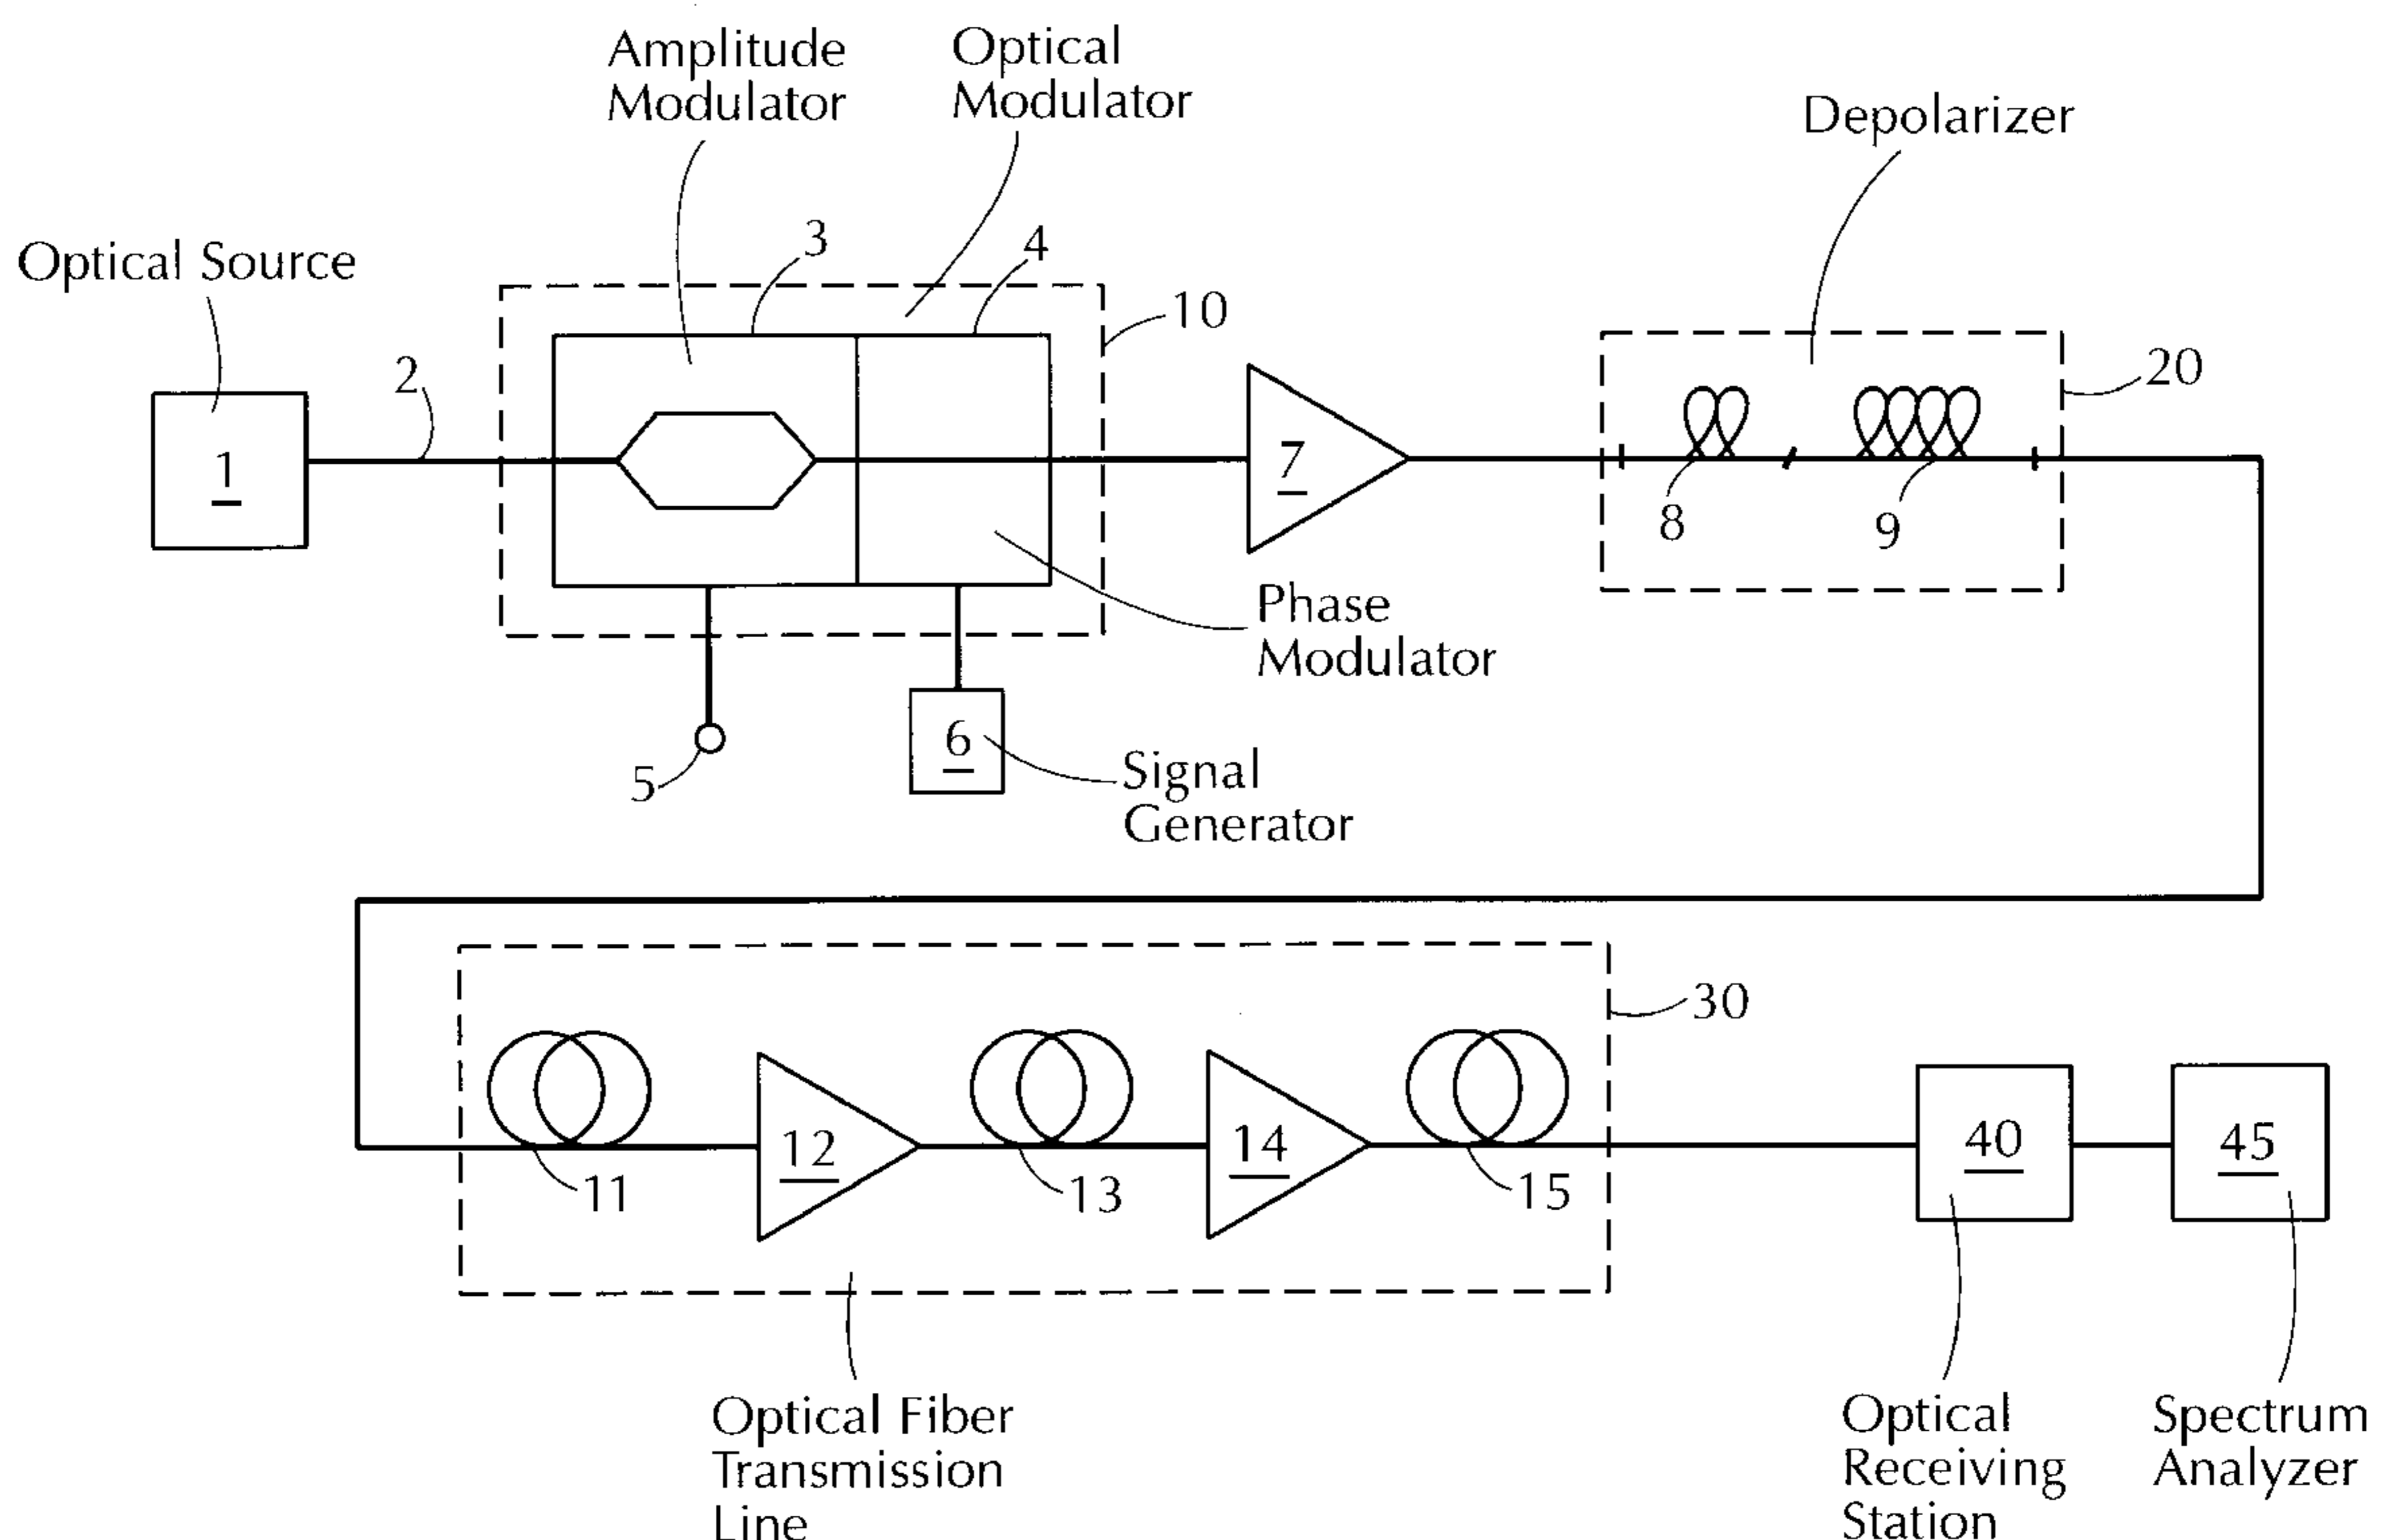 Amplitude
Modulator
Optical
Modulator
Depolarizer
Optical Source
3
4
10
2
20
1
7
8
9
Phase
Modulator
5
6
Signal
Generator
30
12
14
40
45
11
13
15
Optical Fiber
Transmission
Line
Optical
Receiving
Station
Spectrum
Analyzer